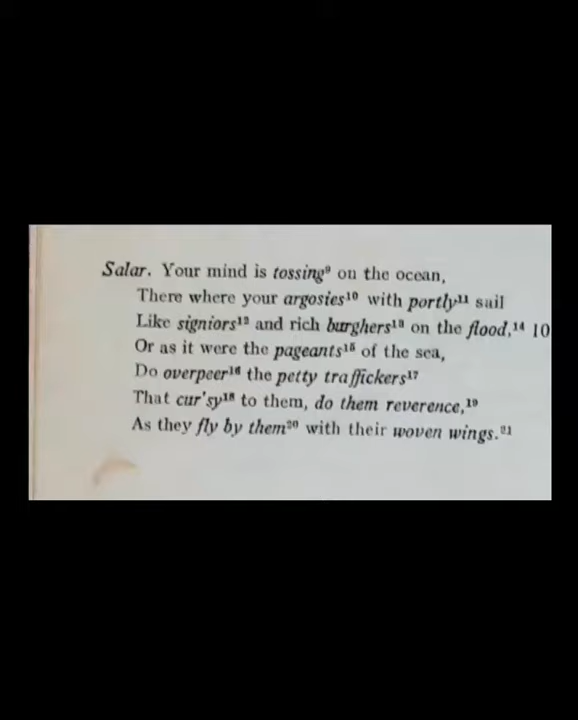 Salar. Your mind is tossing⁹ on the ocean,
There where your argosies¹⁰ with portly¹¹ sail
Like signiors¹² and rich burghers¹³ on the flood,¹⁴ 10
Or as it were the pageants¹⁵ of the sea,
Do overpeer¹⁶ the petty traffickers¹⁷
That cur'sy¹⁸ to them, do them reverence,¹⁹
As they fly by them²⁰ with their woven wings.²¹